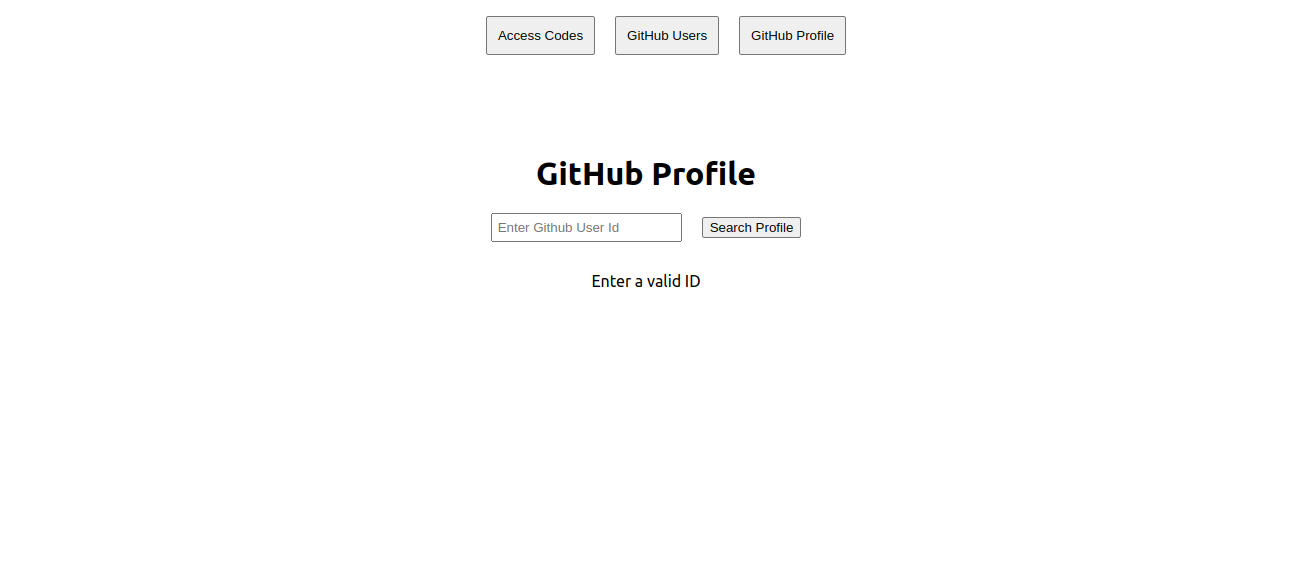 Access Codes GitHub Users GitHub Profile
GitHub Profile
Enter Github User Id Search Profile
Enter a valid ID